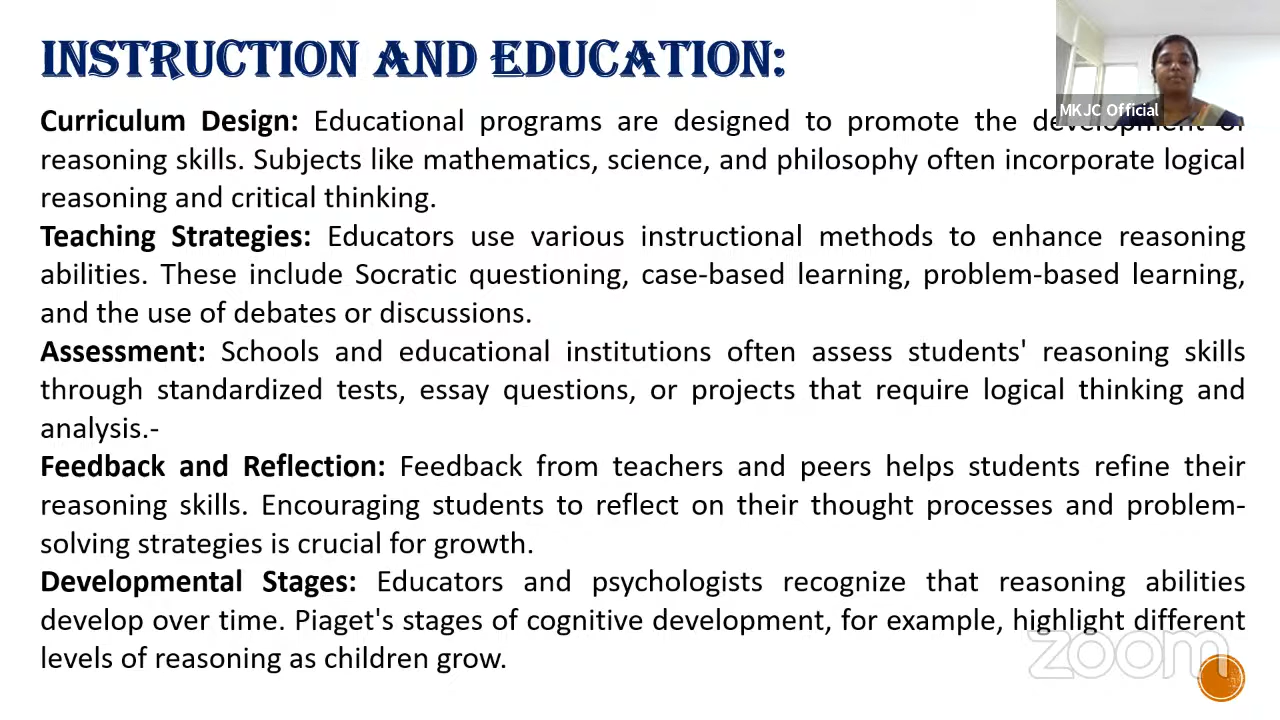 INSTRUCTION AND EDUCATION:
MKJC Official
Curriculum Design: Educational programs are designed to promote the development of
reasoning skills. Subjects like mathematics, science, and philosophy often incorporate logical
reasoning and critical thinking.
Teaching Strategies: Educators use various instructional methods to enhance reasoning
abilities. These include Socratic questioning, case-based learning, problem-based learning,
and the use of debates or discussions.
Assessment: Schools and educational institutions often assess students' reasoning skills
through standardized tests, essay questions, or projects that require logical thinking and
analysis.-
Feedback and Reflection: Feedback from teachers and peers helps students refine their
reasoning skills. Encouraging students to reflect on their thought processes and problem-
solving strategies is crucial for growth.
Developmental Stages: Educators and psychologists recognize that reasoning abilities
develop over time. Piaget's stages of cognitive development, for example, highlight different
levels of reasoning as children grow.
zoom